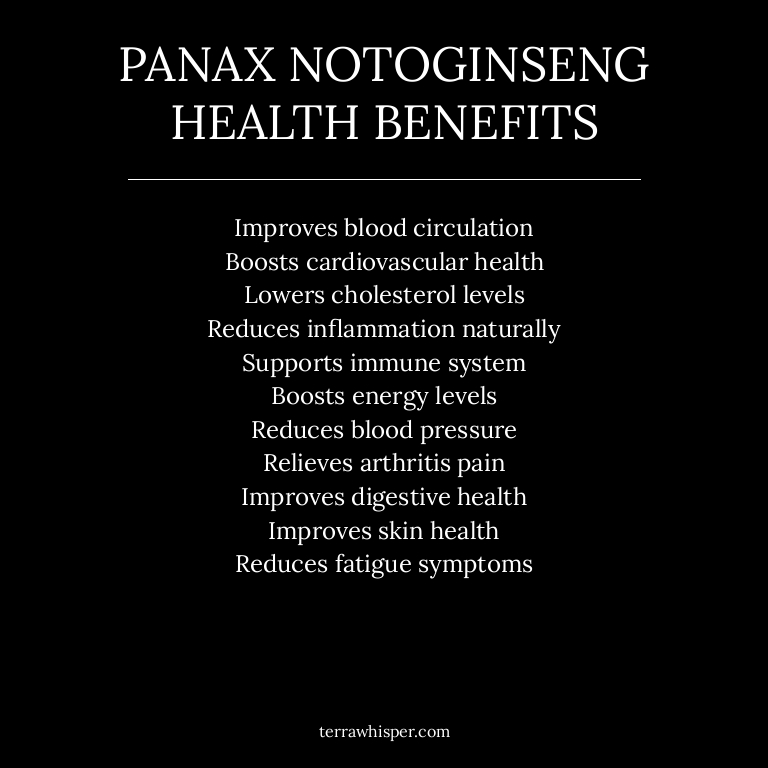 PANAX NOTOGINSENG
HEALTH BENEFITS
Improves blood circulation
Boosts cardiovascular health
Lowers cholesterol levels
Reduces inflammation naturally
Supports immune system
Boosts energy levels
Reduces blood pressure
Relieves arthritis pain
Improves digestive health
Improves skin health
Reduces fatigue symptoms
terrawhisper.com